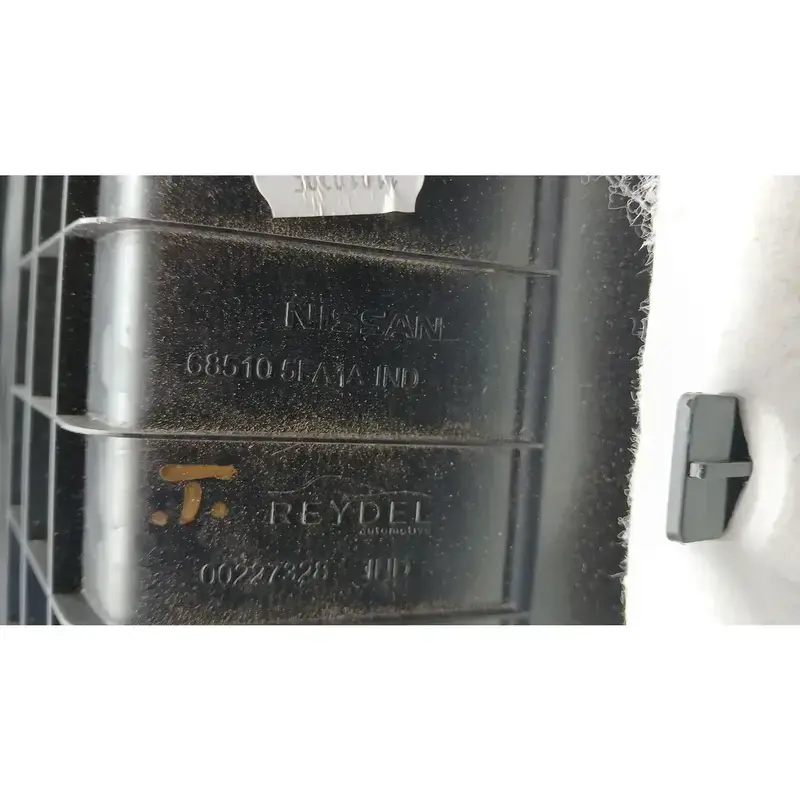 NISSAN
68510 5FA1A IND
.T.
REYDEL
automotive
00227328